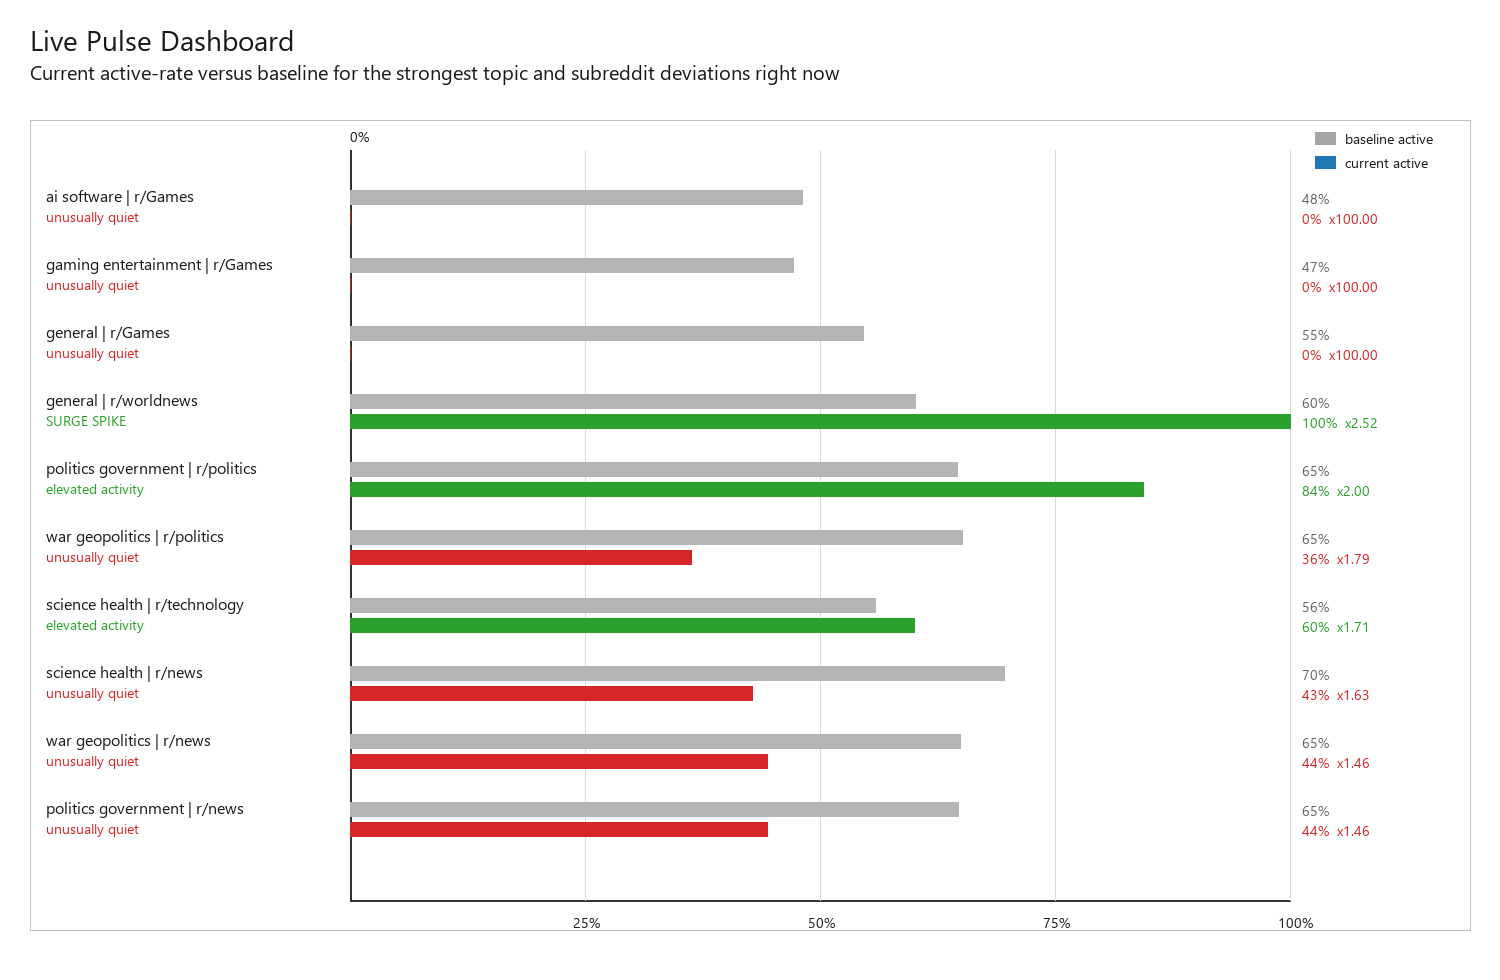 Live Pulse Dashboard
Current active-rate versus baseline for the strongest topic and subreddit deviations right now
0%
baseline active
current active
ai software | r/Games
unusually quiet
48%
0% x100.00
gaming entertainment | r/Games
unusually quiet
47%
0% x100.00
general | r/Games
unusually quiet
55%
0% x100.00
general | r/worldnews
SURGE SPIKE
60%
100% x2.52
politics government | r/politics
elevated activity
65%
84% x2.00
war geopolitics | r/politics
unusually quiet
65%
36% x1.79
science health | r/technology
elevated activity
56%
60% x1.71
science health | r/news
unusually quiet
70%
43% x1.63
war geopolitics | r/news
unusually quiet
65%
44% x1.46
politics government | r/news
unusually quiet
65%
44% x1.46
25% 50% 75% 100%